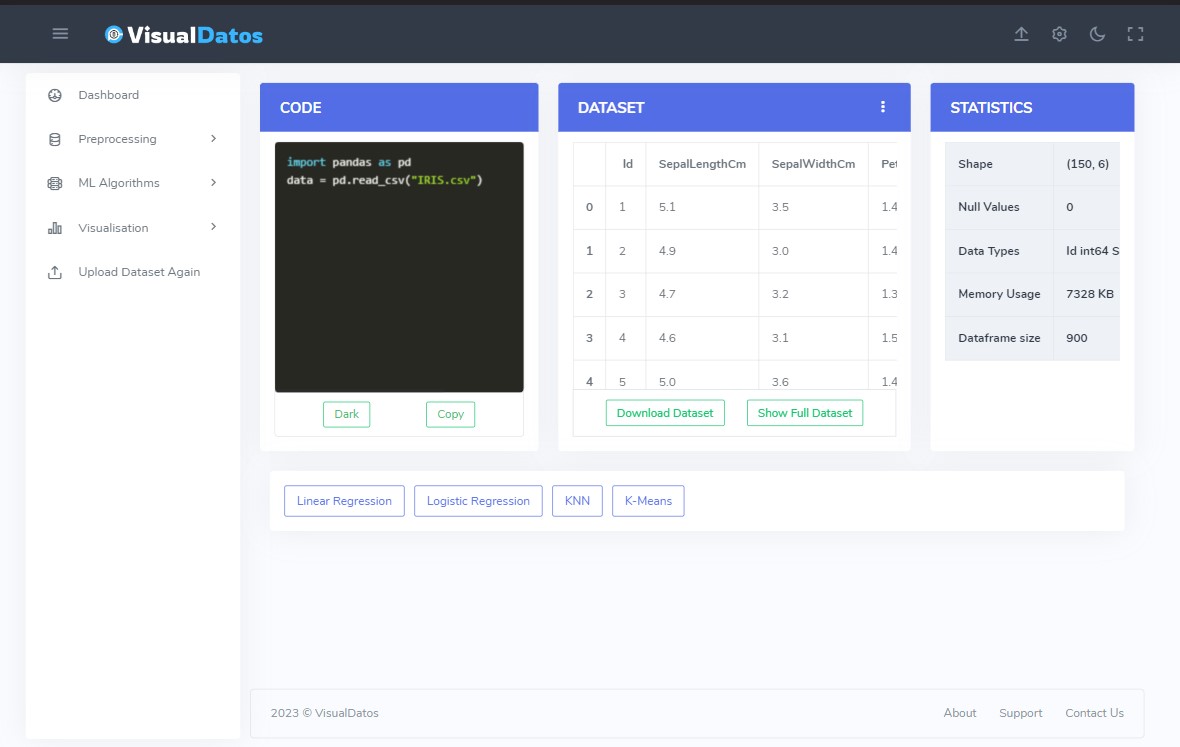 VisualDatos
Dashboard
Preprocessing
ML Algorithms
Visualisation
Upload Dataset Again
CODE
import pandas as pd
data = pd.read_csv("IRIS.csv")
Dark Copy
DATASET
Id SepalLengthCm SepalWidthCm Pet
0 1 5.1 3.5 1.4
1 2 4.9 3.0 1.4
2 3 4.7 3.2 1.3
3 4 4.6 3.1 1.5
4 5 5.0 3.6 1.4
Download Dataset Show Full Dataset
STATISTICS
Shape (150, 6)
Null Values 0
Data Types Id int64 S
Memory Usage 7328 KB
Dataframe size 900
Linear Regression Logistic Regression KNN K-Means
2023 © VisualDatos About Support Contact Us